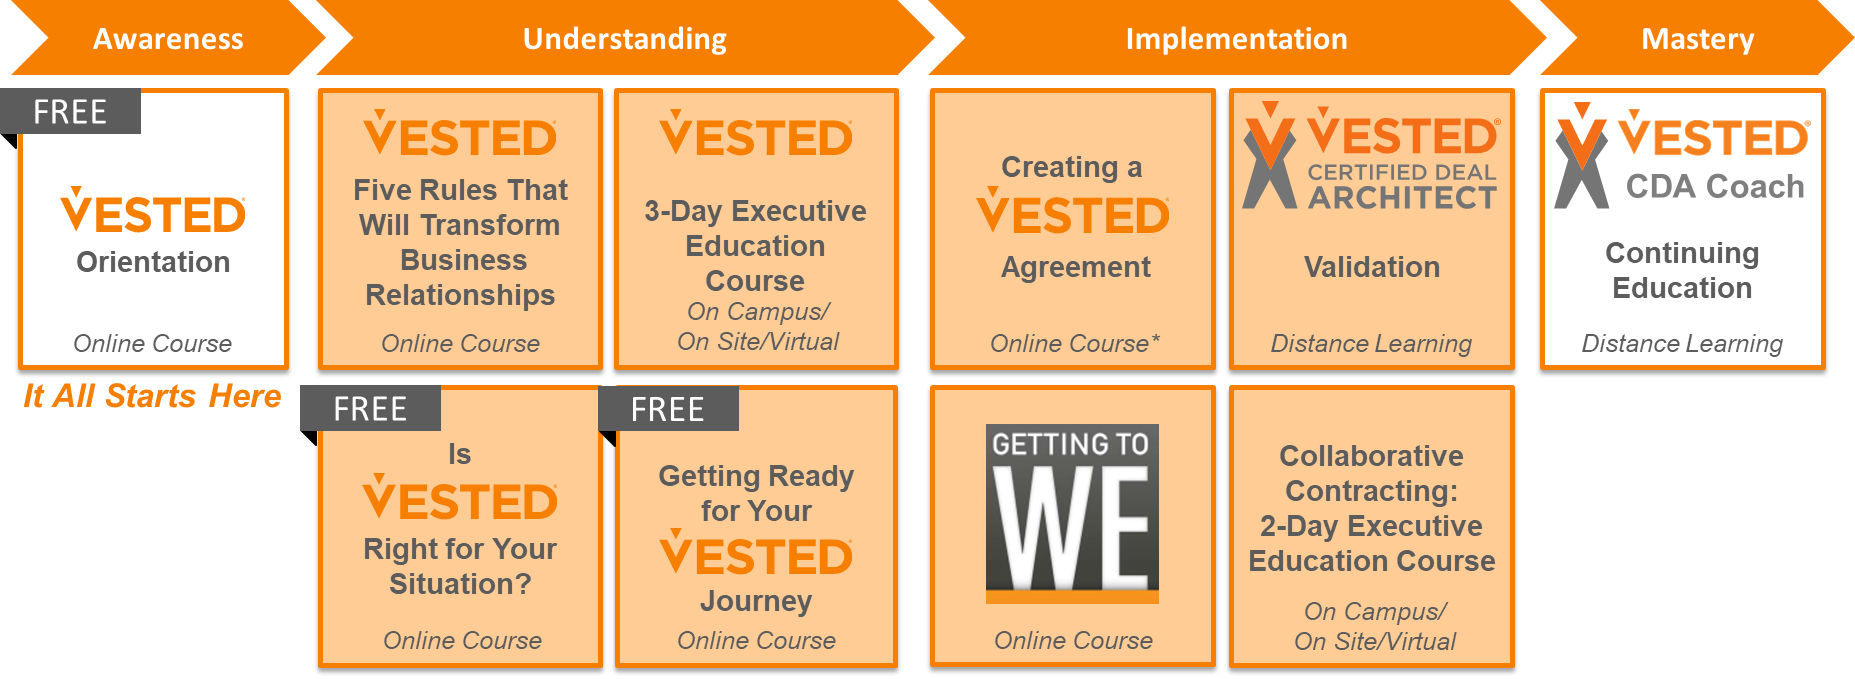 Awareness
Understanding
Implementation
Mastery
FREE
VESTED®
Orientation
Online Course
It All Starts Here
VESTED®
Five Rules That
Will Transform
Business
Relationships
Online Course
VESTED®
3-Day Executive
Education
Course
On Campus/
On Site/Virtual
Creating a
VESTED®
Agreement
Online Course*
VESTED®
CERTIFIED DEAL
ARCHITECT
Validation
Distance Learning
VESTED®
CDA Coach
Continuing
Education
Distance Learning
FREE
Is
VESTED®
Right for Your
Situation?
Online Course
FREE
Getting Ready
for Your
VESTED®
Journey
Online Course
GETTING TO
WE
Online Course
Collaborative
Contracting:
2-Day Executive
Education Course
On Campus/
On Site/Virtual